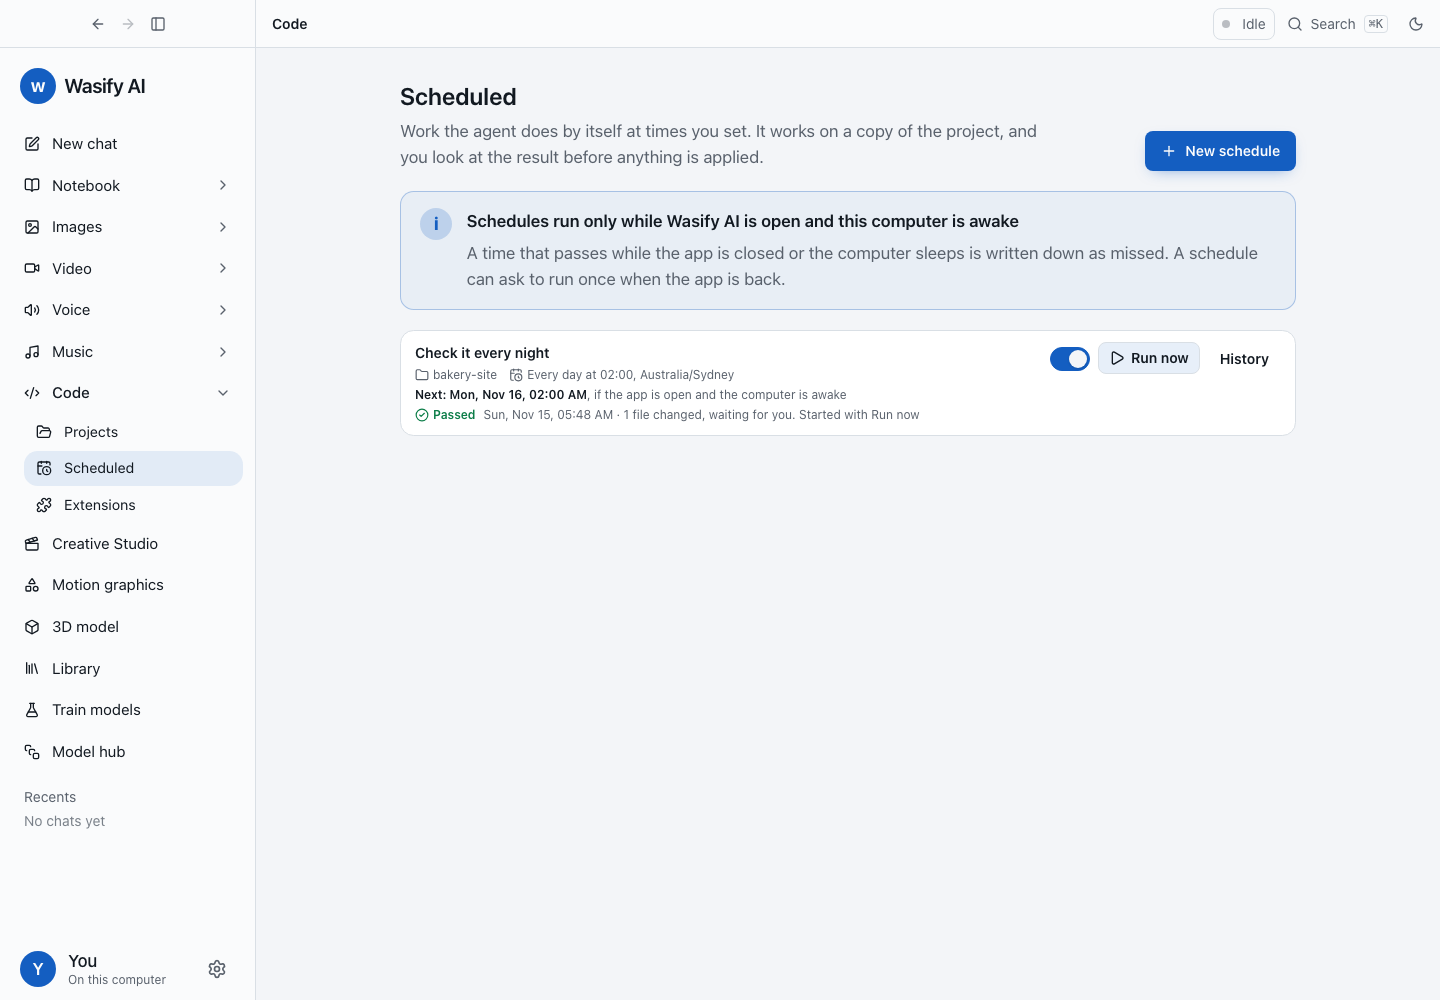 Code
Idle
Search ⌘K
W Wasify AI
New chat
Notebook
Images
Video
Voice
Music
Code
Projects
Scheduled
Extensions
Creative Studio
Motion graphics
3D model
Library
Train models
Model hub
Recents
No chats yet
Y You
On this computer
Scheduled
Work the agent does by itself at times you set. It works on a copy of the project, and
you look at the result before anything is applied.
New schedule
i Schedules run only while Wasify AI is open and this computer is awake
A time that passes while the app is closed or the computer sleeps is written down as missed. A schedule
can ask to run once when the app is back.
Check it every night
bakery-site Every day at 02:00, Australia/Sydney
Next: Mon, Nov 16, 02:00 AM, if the app is open and the computer is awake
Passed Sun, Nov 15, 05:48 AM · 1 file changed, waiting for you. Started with Run now
Run now
History